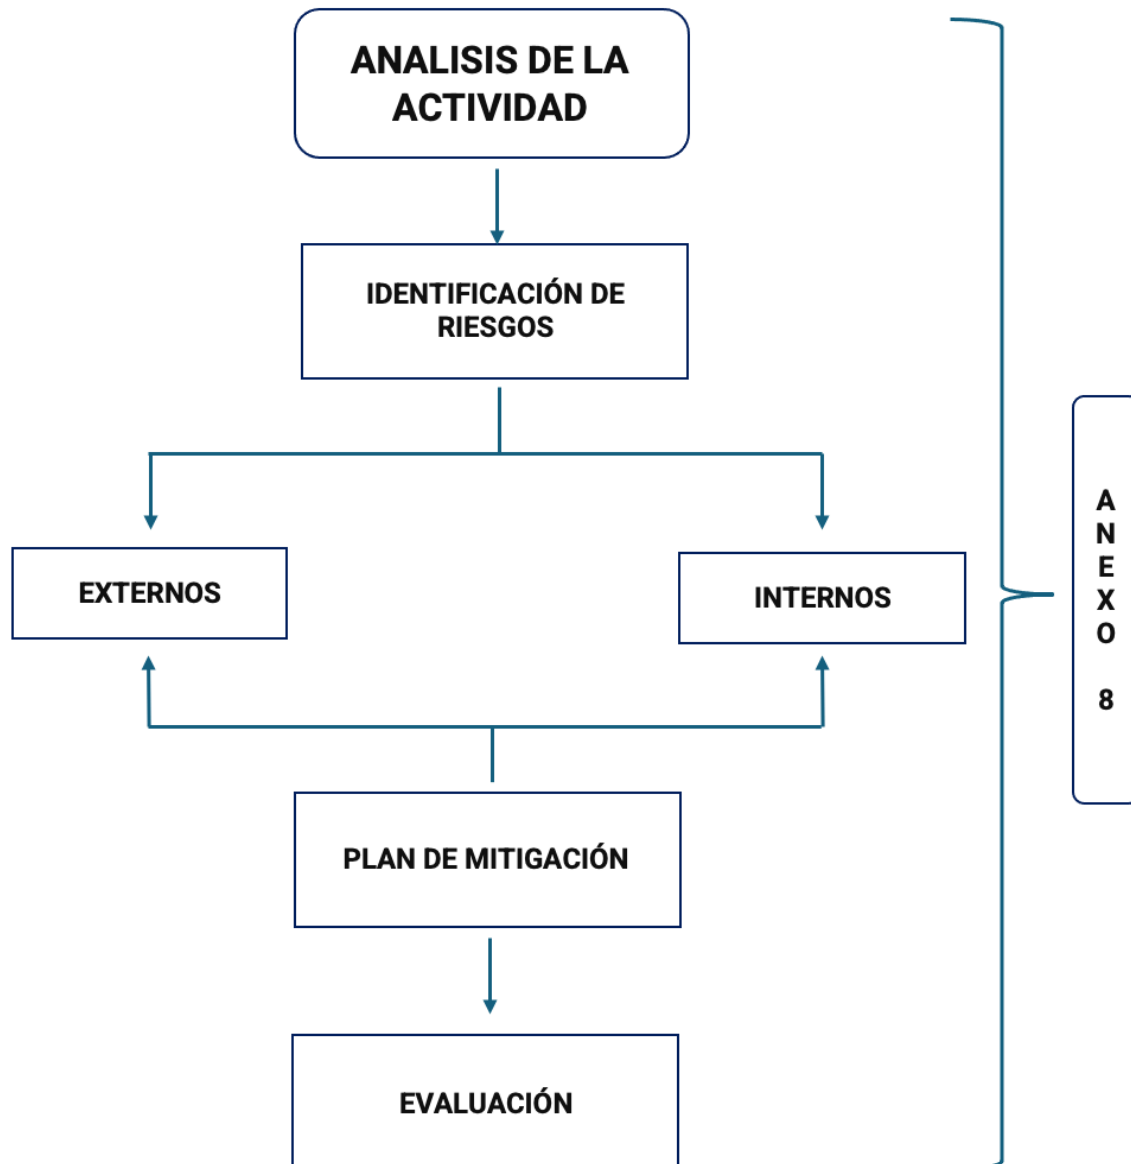 ANALISIS DE LA
ACTIVIDAD
IDENTIFICACIÓN DE
RIESGOS
EXTERNOS
INTERNOS
PLAN DE MITIGACIÓN
EVALUACIÓN
A
N
E
X
O
8